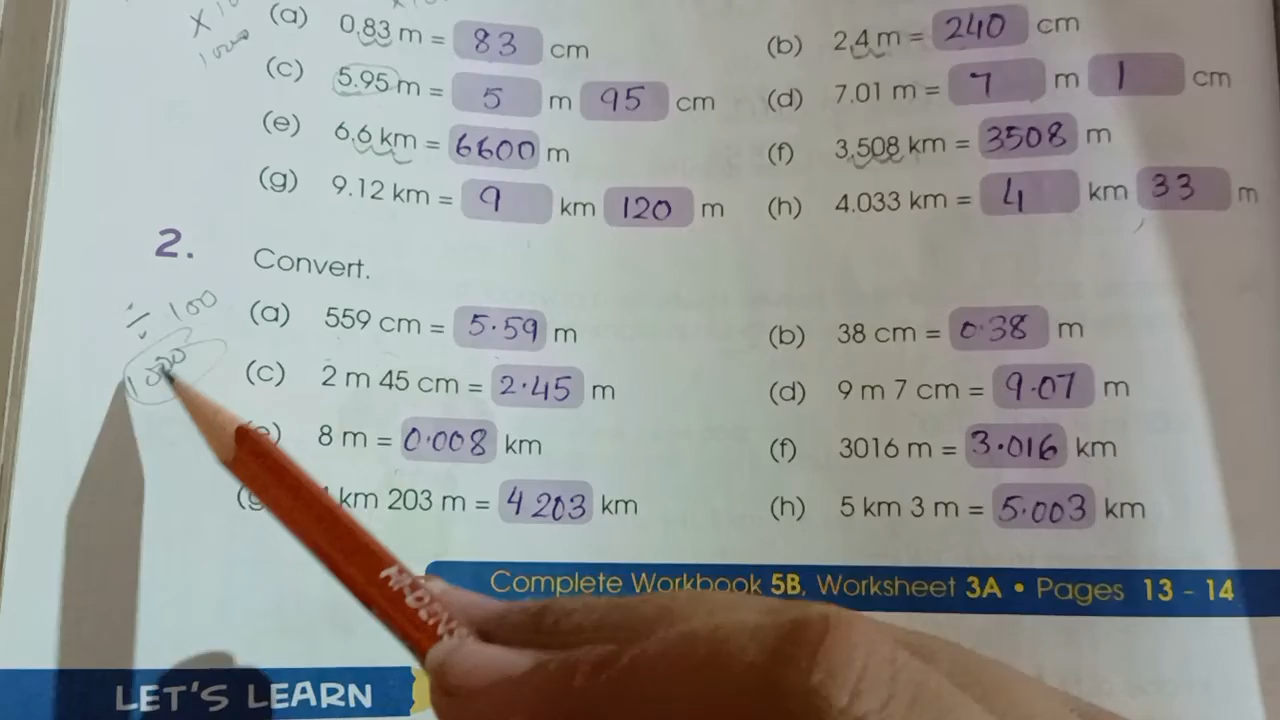 (a) 0.83 m = 83 cm (b) 2.4 m = 240 cm
× 1000
(c) 5.95 m = 5 m 95 cm (d) 7.01 m = 7 m 1 cm
(e) 6.6 km = 6600 m (f) 3.508 km = 3508 m
(g) 9.12 km = 9 km 120 m (h) 4.033 km = 4 km 33 m
2. Convert.
÷ 100
1000
(a) 559 cm = 5.59 m (b) 38 cm = 0.38 m
(c) 2 m 45 cm = 2.45 m (d) 9 m 7 cm = 9.07 m
8 m = 0.008 km (f) 3016 m = 3.016 km
(g km 203 m = 4203 km (h) 5 km 3 m = 5.003 km
Complete Workbook 5B, Worksheet 3A • Pages 13 - 14
LET'S LEARN